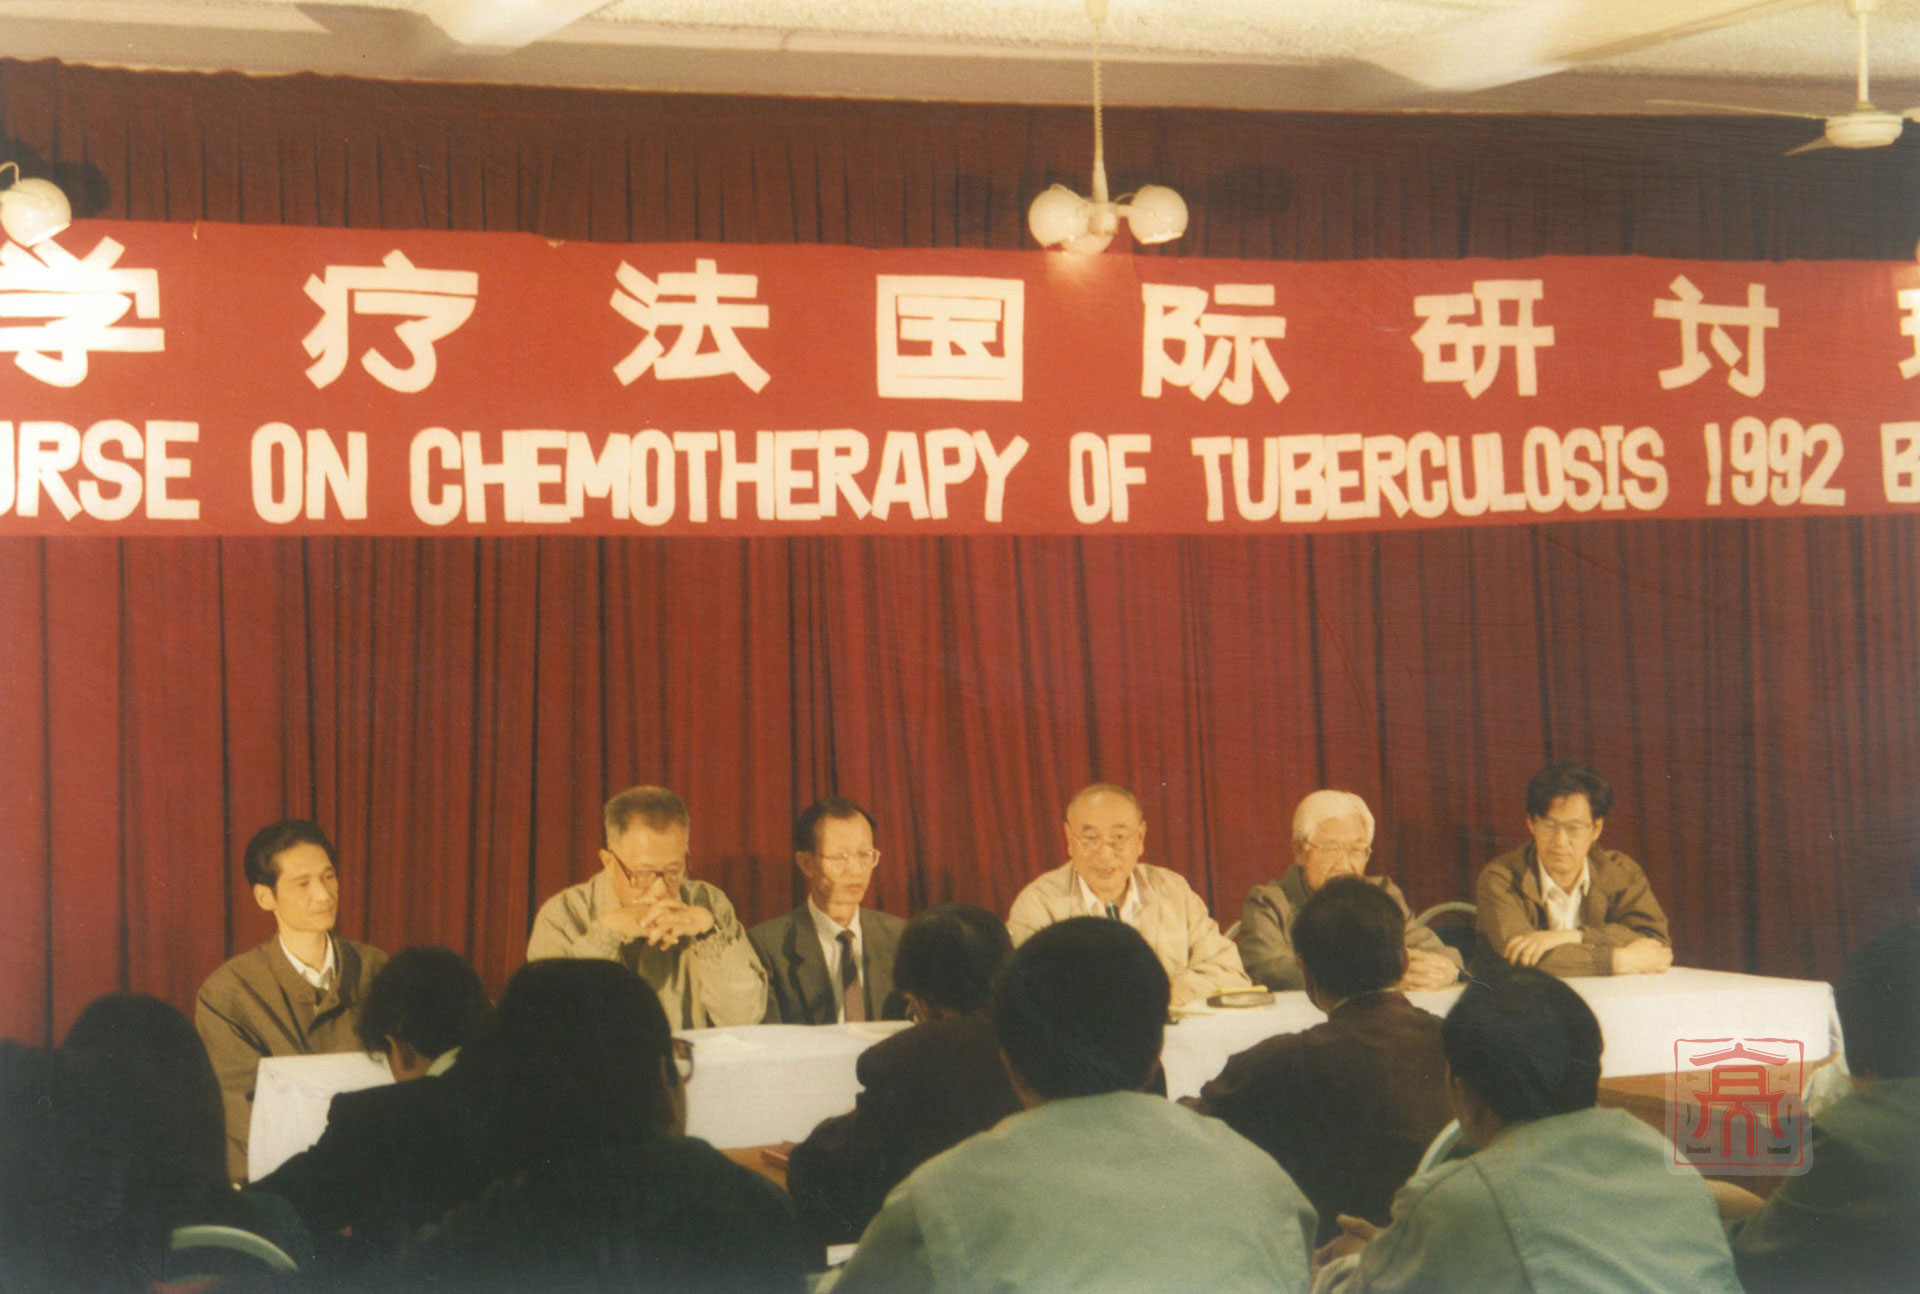 学疗法国际研讨
URSE ON CHEMOTHERAPY OF TUBERCULOSIS 1992 B